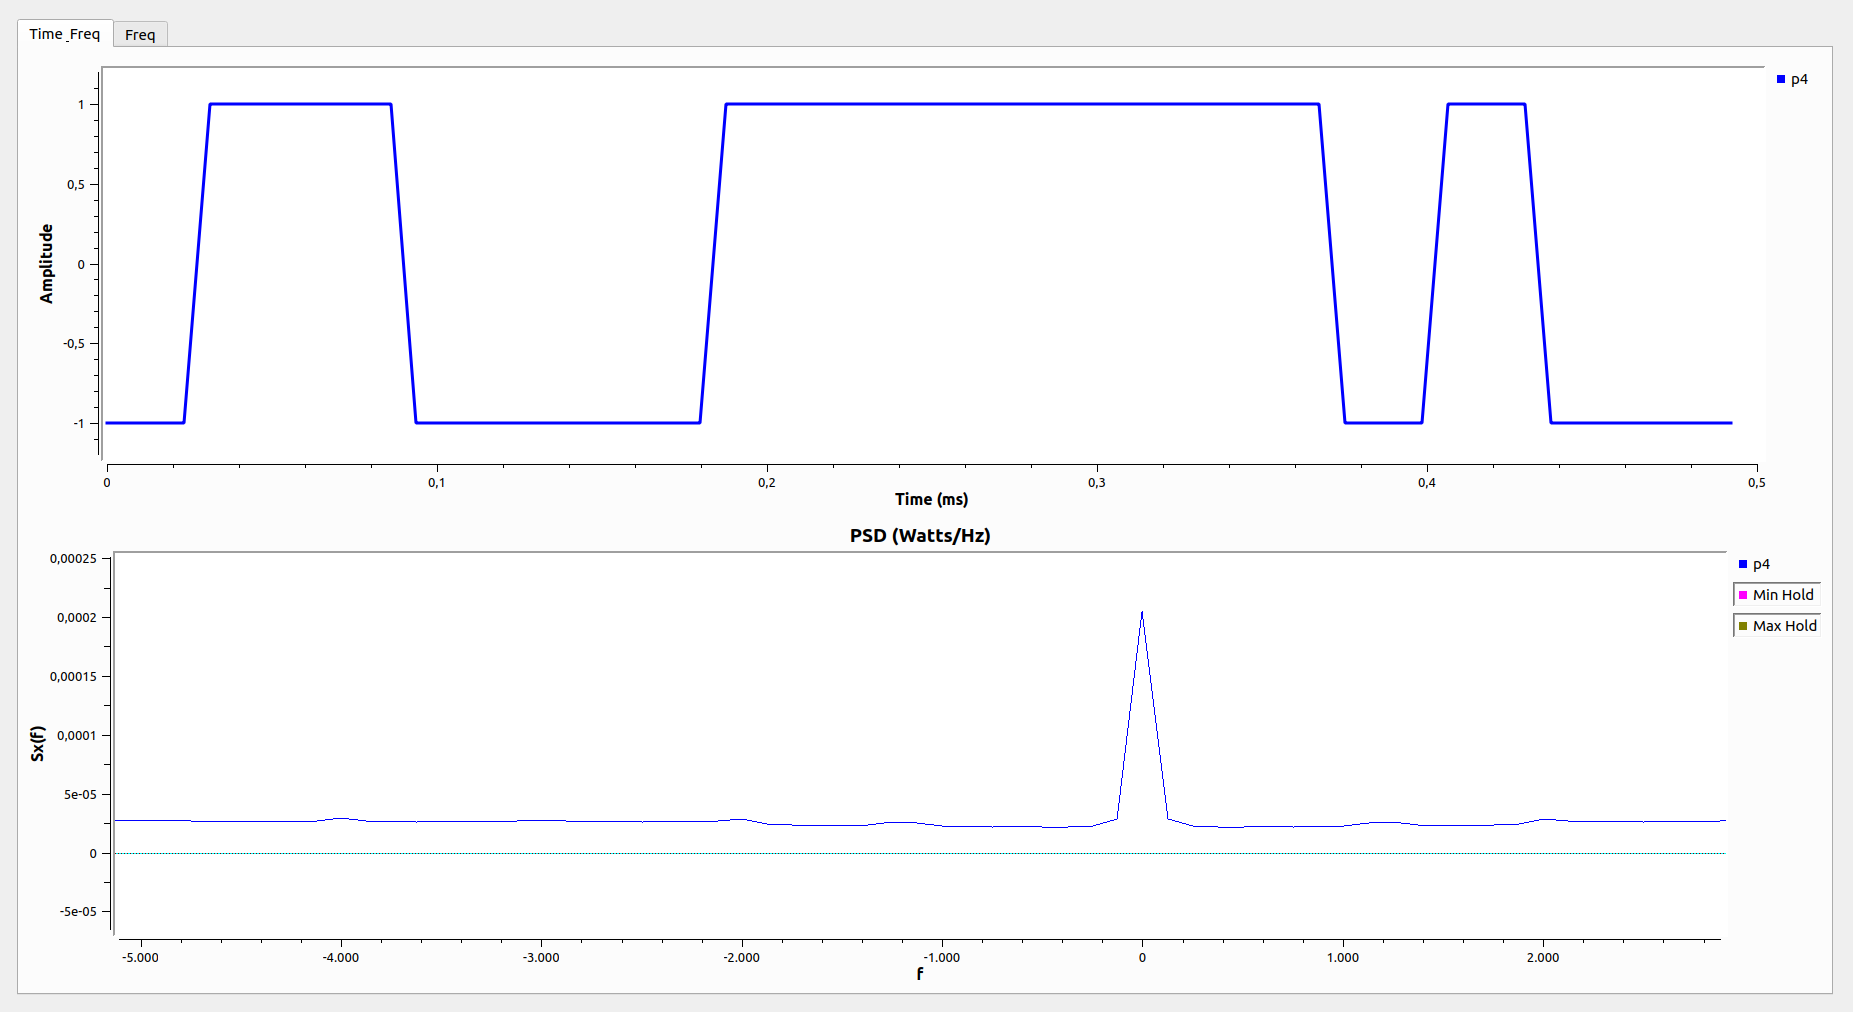 Time_Freq
Freq
p4
1
0,5
0
-0,5
-1
Amplitude
0
0,1
0,2
0,3
0,4
0,5
Time (ms)
PSD (Watts/Hz)
p4
Min Hold
Max Hold
0,00025
0,0002
0,00015
0,0001
5e-05
0
-5e-05
Sx(f)
-5.000
-4.000
-3.000
-2.000
-1.000
0
1.000
2.000
f